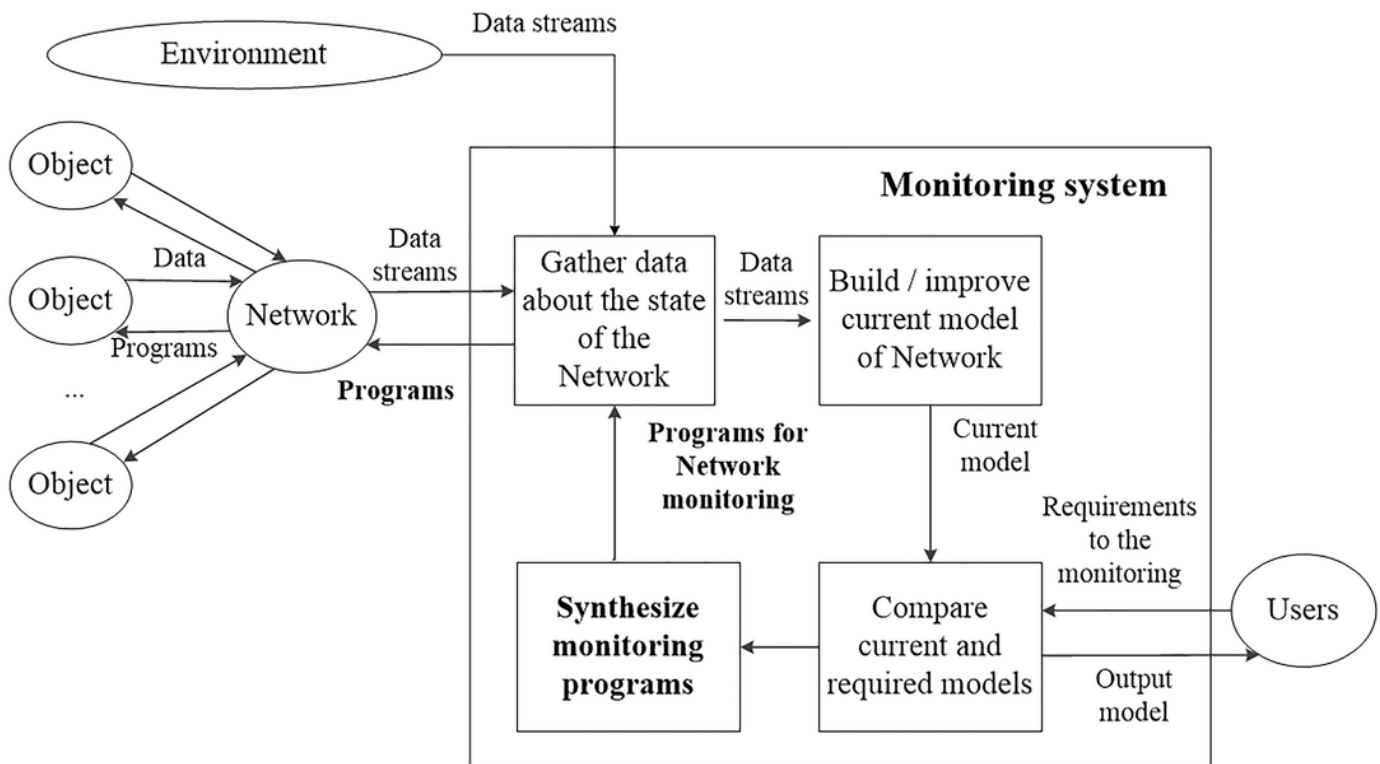 Data streams
Environment
Object
Monitoring system
Data
Data
streams
Gather data
about the state
of the
Network
Data
streams
Build / improve
current model
of Network
Object
Network
Programs
Programs
...
Programs for
Network
monitoring
Current
model
Object
Requirements
to the
monitoring
Synthesize
monitoring
programs
Compare
current and
required models
Users
Output
model